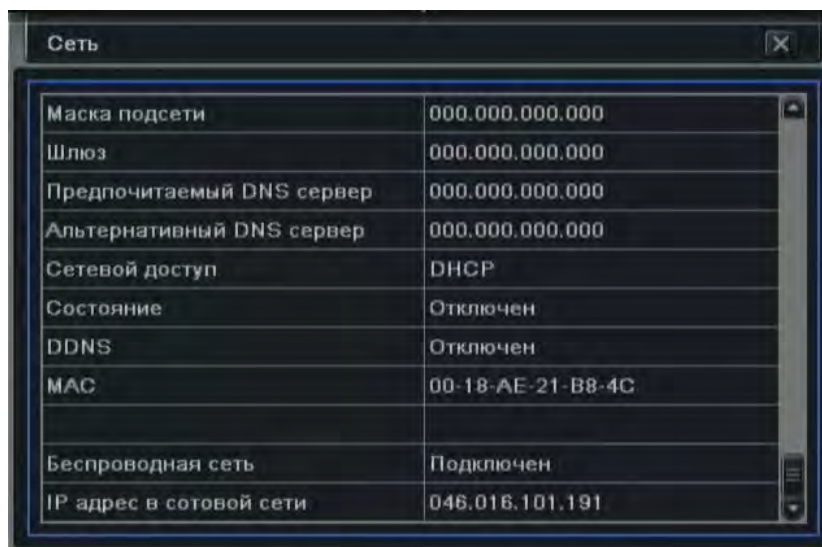 Сеть
Маска подсети 000.000.000.000
Шлюз 000.000.000.000
Предпочитаемый DNS сервер 000.000.000.000
Альтернативный DNS сервер 000.000.000.000
Сетевой доступ DHCP
Состояние Отключен
DDNS Отключен
MAC 00-18-AE-21-B8-4C
Беспроводная сеть Подключен
IP адрес в сотовой сети 046.016.101.191